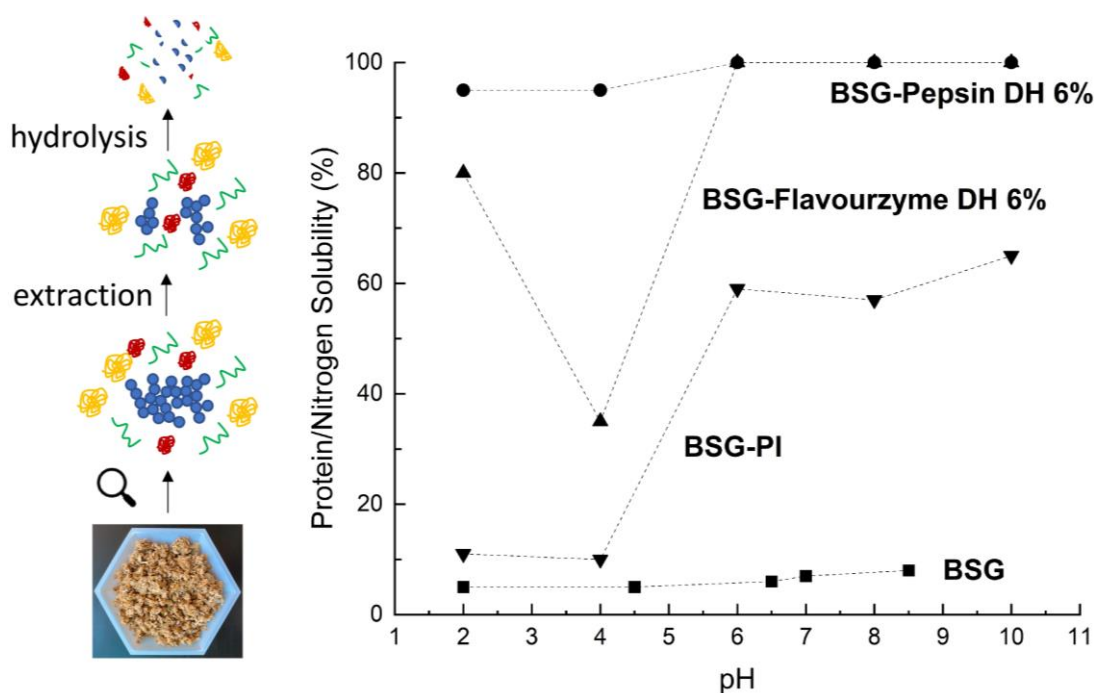 hydrolysis
extraction
Protein/Nitrogen Solubility (%)
100
80
60
40
20
0
BSG-Pepsin DH 6%
BSG-Flavourzyme DH 6%
BSG-PI
BSG
1 2 3 4 5 6 7 8 9 10 11
pH